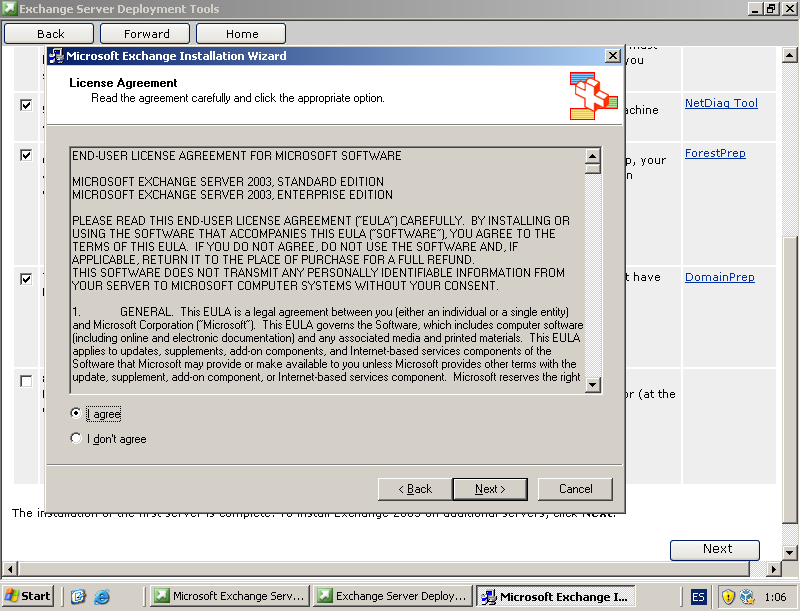 Exchange Server Deployment Tools
Back
Forward
Home
Microsoft Exchange Installation Wizard
you
License Agreement
Read the agreement carefully and click the appropriate option.
NetDiag Tool
ForestPrep
, your
END-USER LICENSE AGREEMENT FOR MICROSOFT SOFTWARE
MICROSOFT EXCHANGE SERVER 2003, STANDARD EDITION
MICROSOFT EXCHANGE SERVER 2003, ENTERPRISE EDITION
PLEASE READ THIS END-USER LICENSE AGREEMENT ("EULA") CAREFULLY. BY INSTALLING OR
USING THE SOFTWARE THAT ACCOMPANIES THIS EULA ("SOFTWARE"), YOU AGREE TO THE
TERMS OF THIS EULA. IF YOU DO NOT AGREE, DO NOT USE THE SOFTWARE AND, IF
APPLICABLE, RETURN IT TO THE PLACE OF PURCHASE FOR A FULL REFUND.
THIS SOFTWARE DOES NOT TRANSMIT ANY PERSONALLY IDENTIFIABLE INFORMATION FROM
YOUR SERVER TO MICROSOFT COMPUTER SYSTEMS WITHOUT YOUR CONSENT.
have
DomainPrep
1. GENERAL. This EULA is a legal agreement between you (either an individual or a single entity)
and Microsoft Corporation ("Microsoft"). This EULA governs the Software, which includes computer software
(including online and electronic documentation) and any associated media and printed materials. This EULA
applies to updates, supplements, add-on components, and Internet-based services components of the
Software that Microsoft may provide or make available to you unless Microsoft provides other terms with the
update, supplement, add-on component, or Internet-based services component. Microsoft reserves the right
or (at the
I agree
I don't agree
< Back
Next >
Cancel
The installation of the first server is complete. To install Exchange 2003 on additional servers, click Next.
Next
Start
Microsoft Exchange Serv...
Exchange Server Deploy...
Microsoft Exchange I...
ES
1:06